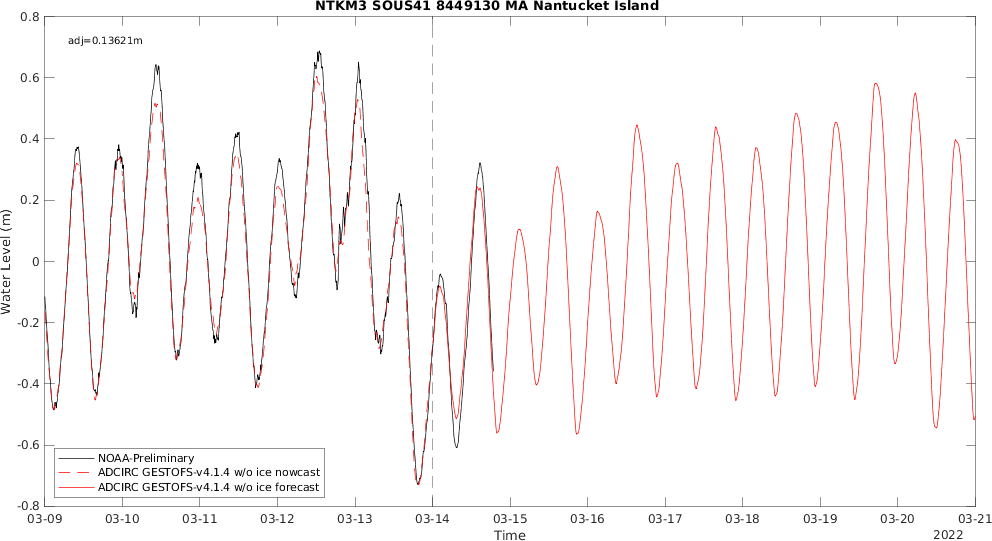 NTKM3 SOUS41 8449130 MA Nantucket Island
adj=0.13621m
0.8
0.6
0.4
0.2
0
-0.2
-0.4
-0.6
-0.8
Water Level (m)
NOAA-Preliminary
ADCIRC GESTOFS-v4.1.4 w/o ice nowcast
ADCIRC GESTOFS-v4.1.4 w/o ice forecast
03-09 03-10 03-11 03-12 03-13 03-14 03-15 03-16 03-17 03-18 03-19 03-20 03-21
Time
2022